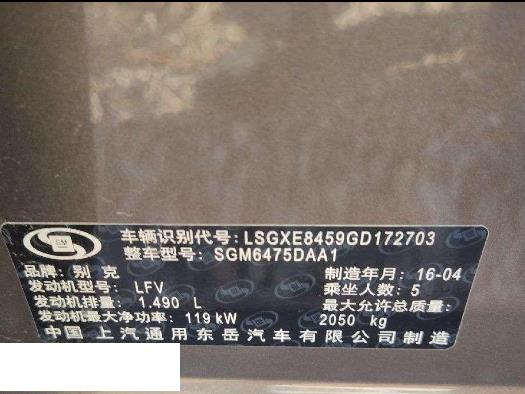 GM
车辆识别代号: LSGXE8459GD172703
整车型号: SGM6475DAA1
品牌: 别克 制造年月: 16-04
发动机型号: LFV 乘坐人数: 5
发动机排量: 1.490 L 最大允许总质量:
发动机最大净功率: 119 kW 2050 kg
中国 上汽通用东岳汽车有限公司制造